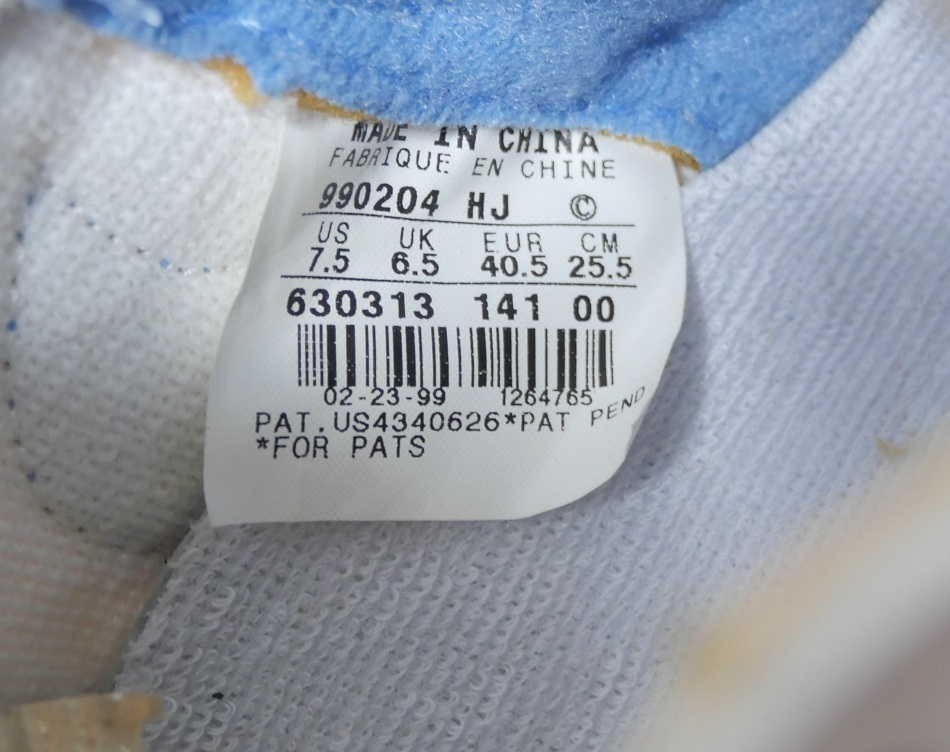 MADE IN CHINA
FABRIQUE EN CHINE
990204 HJ ©
US UK EUR CM
7.5 6.5 40.5 25.5
630313 141 00
02-23-99 1264765
PAT.US4340626*PAT PEND
*FOR PATS